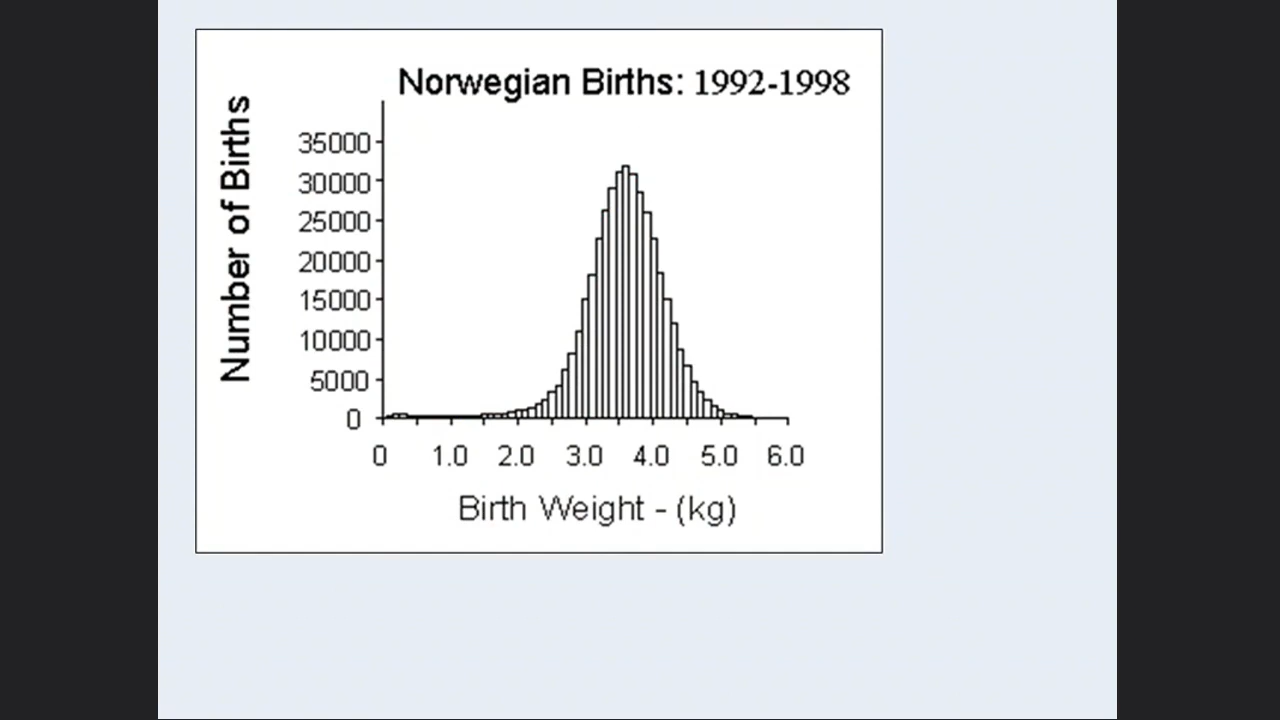 Norwegian Births: 1992-1998
Number of Births
35000
30000
25000
20000
15000
10000
5000
0
0 1.0 2.0 3.0 4.0 5.0 6.0
Birth Weight - (kg)